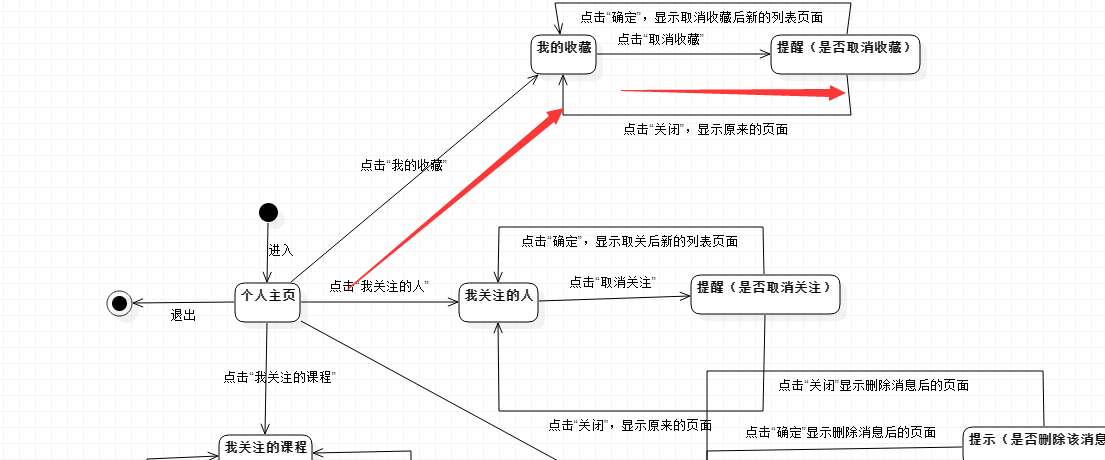 点击“确定”，显示取消收藏后新的列表页面
点击“取消收藏”
我的收藏
提醒（是否取消收藏）
点击“关闭”，显示原来的页面
点击“我的收藏”
进入
点击“确定”，显示取关后新的列表页面
点击“我关注的人”
点击“取消关注”
个人主页
我关注的人
提醒（是否取消关注）
退出
点击“我关注的课程”
点击“关闭”显示删除消息后的页面
点击“关闭”，显示原来的页面
点击“确定”显示删除消息后的页面
我关注的课程
提示（是否删除该消息